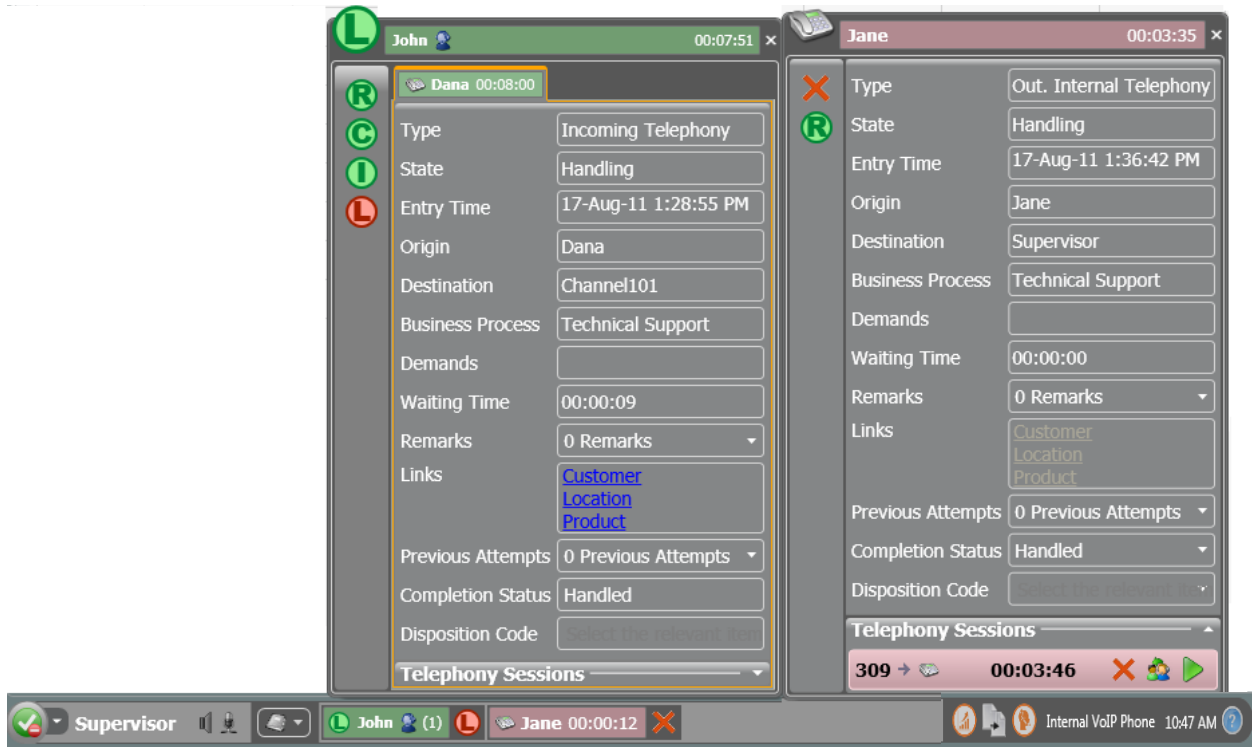 L
John 00:07:51 ×
R
C
I
L
Dana 00:08:00
Type Incoming Telephony
State Handling
Entry Time 17-Aug-11 1:28:55 PM
Origin Dana
Destination Channel101
Business Process Technical Support
Demands
Waiting Time 00:00:09
Remarks 0 Remarks
Links Customer
Location
Product
Previous Attempts 0 Previous Attempts
Completion Status Handled
Disposition Code Select the relevant item
Telephony Sessions
Jane 00:03:35 ×
R
Type Out. Internal Telephony
State Handling
Entry Time 17-Aug-11 1:36:42 PM
Origin Jane
Destination Supervisor
Business Process Technical Support
Demands
Waiting Time 00:00:00
Remarks 0 Remarks
Links Customer
Location
Product
Previous Attempts 0 Previous Attempts
Completion Status Handled
Disposition Code Select the relevant item
Telephony Sessions
309 → 00:03:46
Supervisor L John (1) L Jane 00:00:12 Internal VoIP Phone 10:47 AM ?